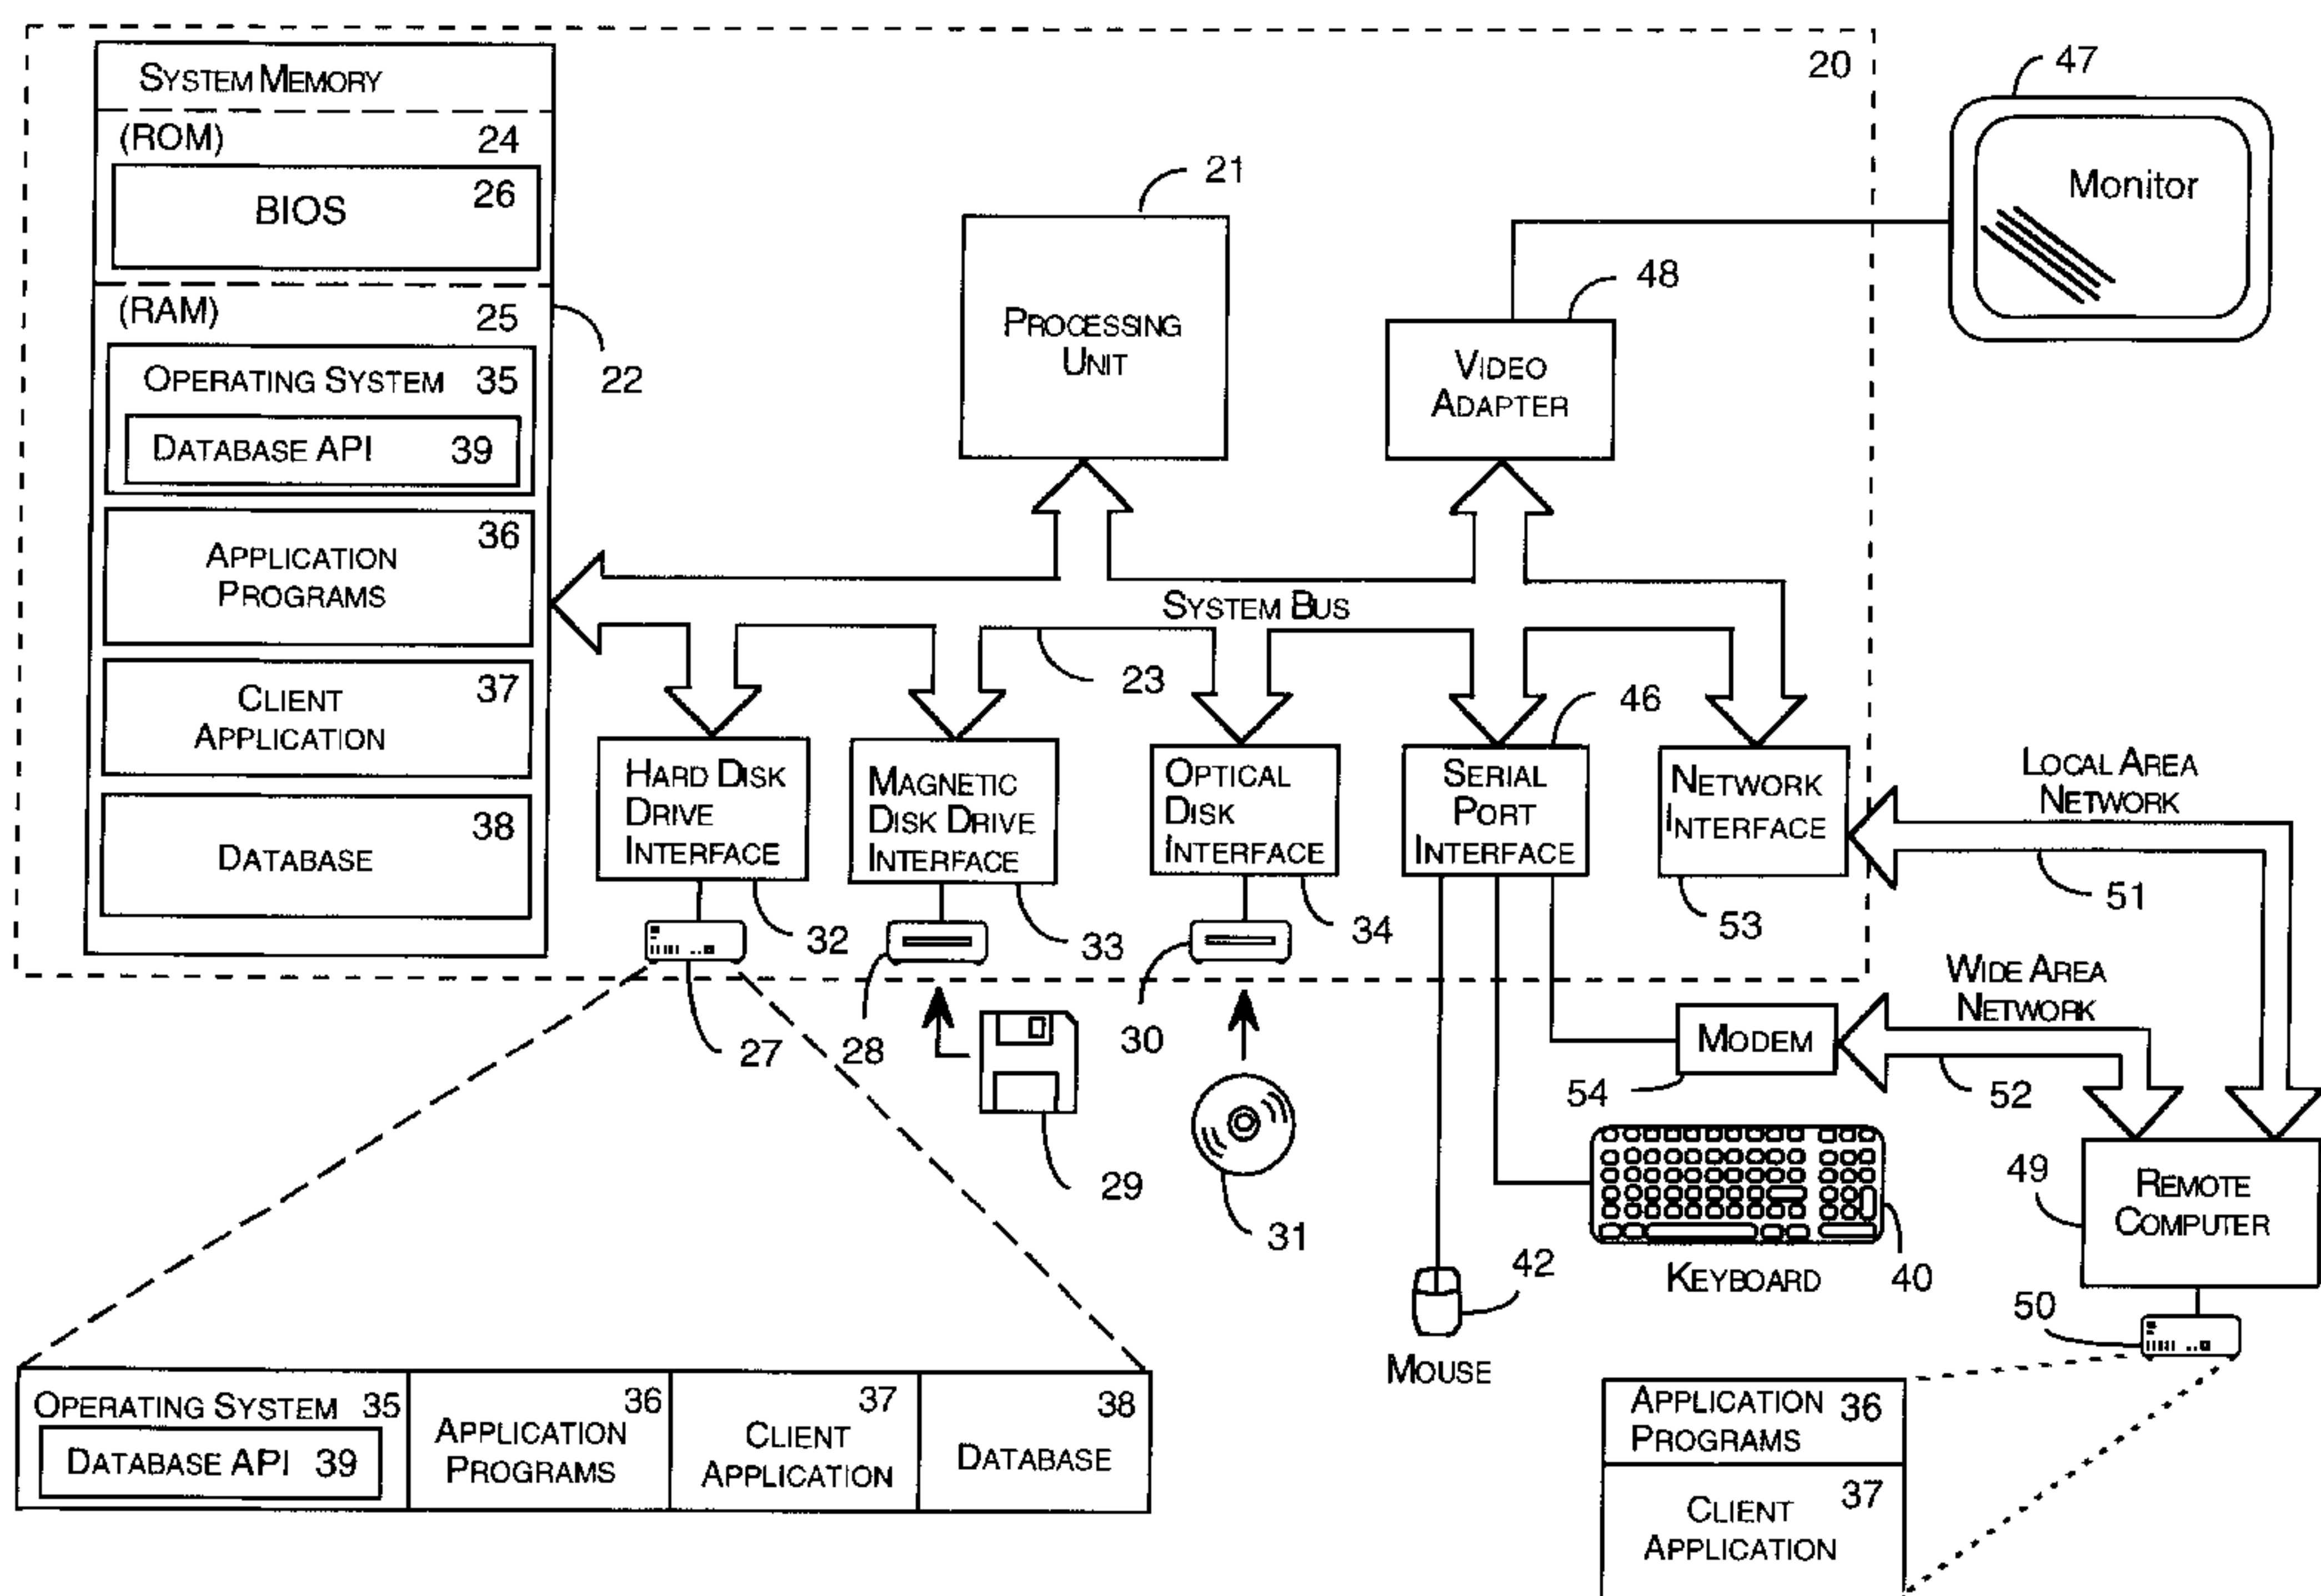 SYSTEM MEMORY
(ROM) 24
BIOS 26
(RAM) 25
22
OPERATING SYSTEM 35
DATABASE API 39
APPLICATION 36
PROGRAMS
CLIENT 37
APPLICATION
DATABASE 38
20
21
PROCESSING
UNIT
48
VIDEO
ADAPTER
47
Monitor
SYSTEM BUS
23
HARD DISK
DRIVE
INTERFACE
32
MAGNETIC
DISK DRIVE
INTERFACE
33
OPTICAL
DISK
INTERFACE
34
46
SERIAL
PORT
INTERFACE
NETWORK
INTERFACE
53
LOCAL AREA
NETWORK
51
WIDE AREA
NETWORK
52
27
28
29
30
31
MODEM
54
42
MOUSE
KEYBOARD
40
49
REMOTE
COMPUTER
50
OPERATING SYSTEM 35
DATABASE API 39
36
APPLICATION
PROGRAMS
37
CLIENT
APPLICATION
38
DATABASE
APPLICATION 36
PROGRAMS
37
CLIENT
APPLICATION